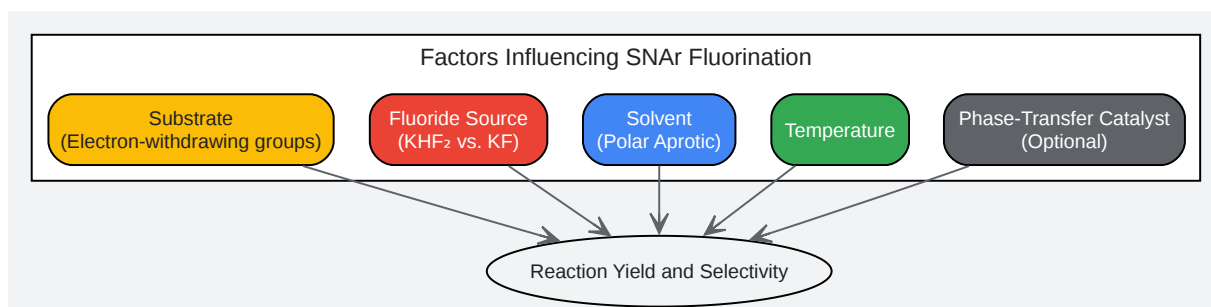 Factors Influencing SNAr Fluorination
Substrate
(Electron-withdrawing groups)
Fluoride Source
(KHF₂ vs. KF)
Solvent
(Polar Aprotic)
Temperature
Phase-Transfer Catalyst
(Optional)
Reaction Yield and Selectivity